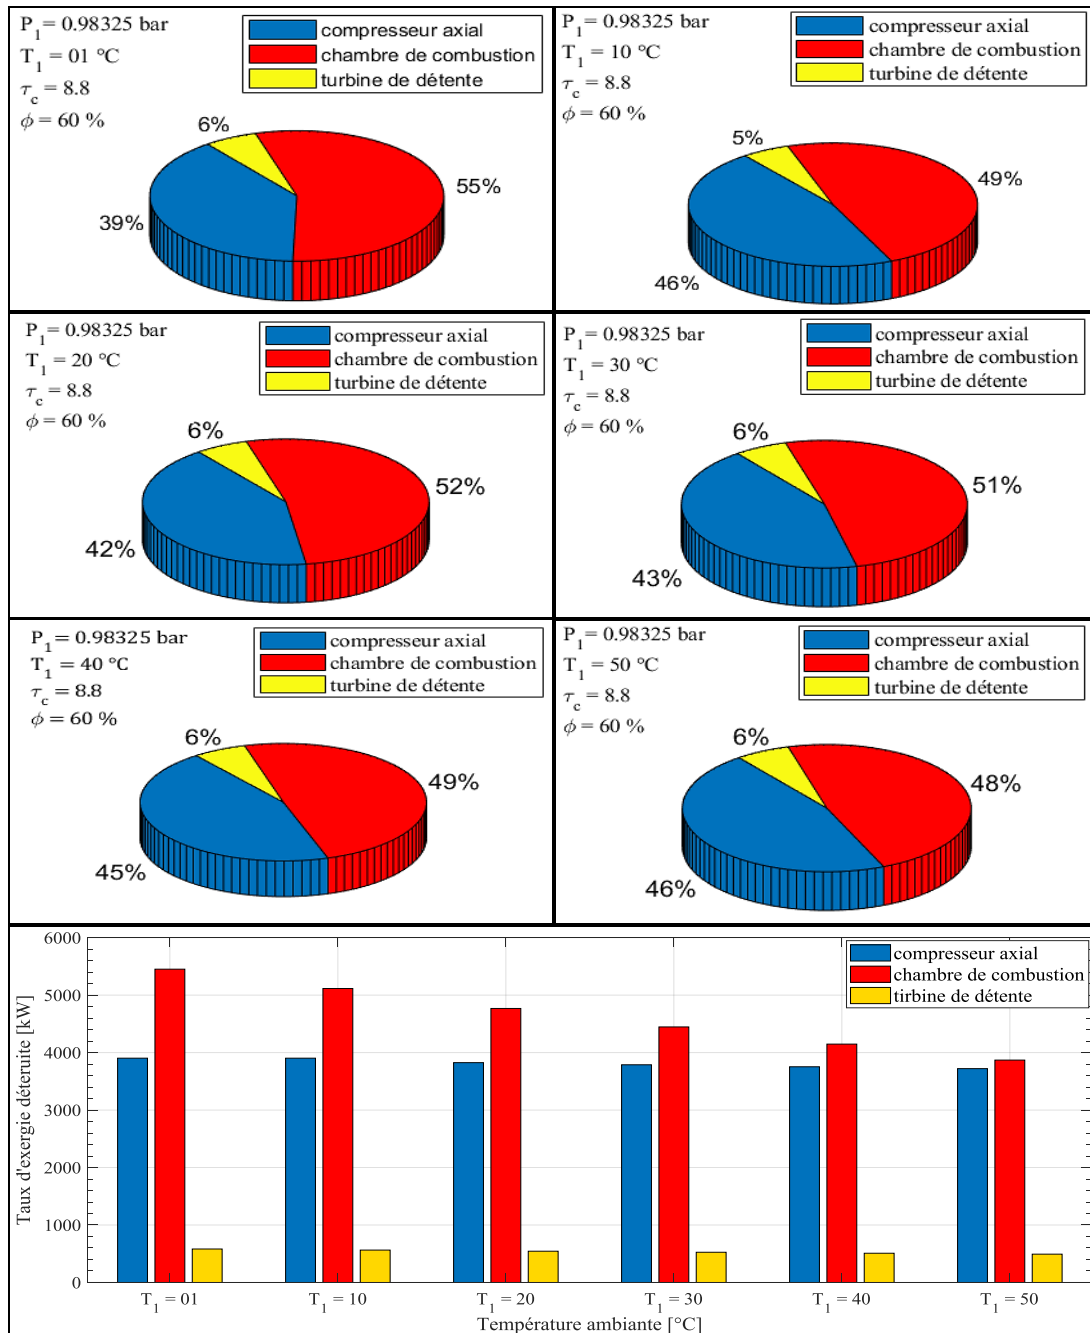 P1 = 0.98325 bar
T1 = 01 °C
τc = 8.8
ϕ = 60 %
compresseur axial
chambre de combustion
turbine de détente
6%
55%
39%
P1 = 0.98325 bar
T1 = 10 °C
τc = 8.8
ϕ = 60 %
compresseur axial
chambre de combustion
turbine de détente
5%
49%
46%
P1 = 0.98325 bar
T1 = 20 °C
τc = 8.8
ϕ = 60 %
compresseur axial
chambre de combustion
turbine de détente
6%
52%
42%
P1 = 0.98325 bar
T1 = 30 °C
τc = 8.8
ϕ = 60 %
compresseur axial
chambre de combustion
turbine de détente
6%
51%
43%
P1 = 0.98325 bar
T1 = 40 °C
τc = 8.8
ϕ = 60 %
compresseur axial
chambre de combustion
turbine de détente
6%
49%
45%
P1 = 0.98325 bar
T1 = 50 °C
τc = 8.8
ϕ = 60 %
compresseur axial
chambre de combustion
turbine de détente
6%
48%
46%
Taux d'exergie déteruite [kW]
6000
5000
4000
3000
2000
1000
0
compresseur axial
chambre de combustion
tirbine de détente
T1 = 01
T1 = 10
T1 = 20
T1 = 30
T1 = 40
T1 = 50
Température ambiante [°C]